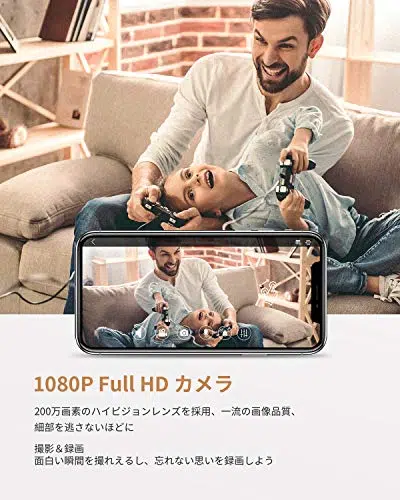 1080P Full HD カメラ
200万画素のハイビジョンレンズを採用、一流の画像品質、
細部を逃さないほどに
撮影＆録画
面白い瞬間を撮れえるし、忘れない思いを録画しよう